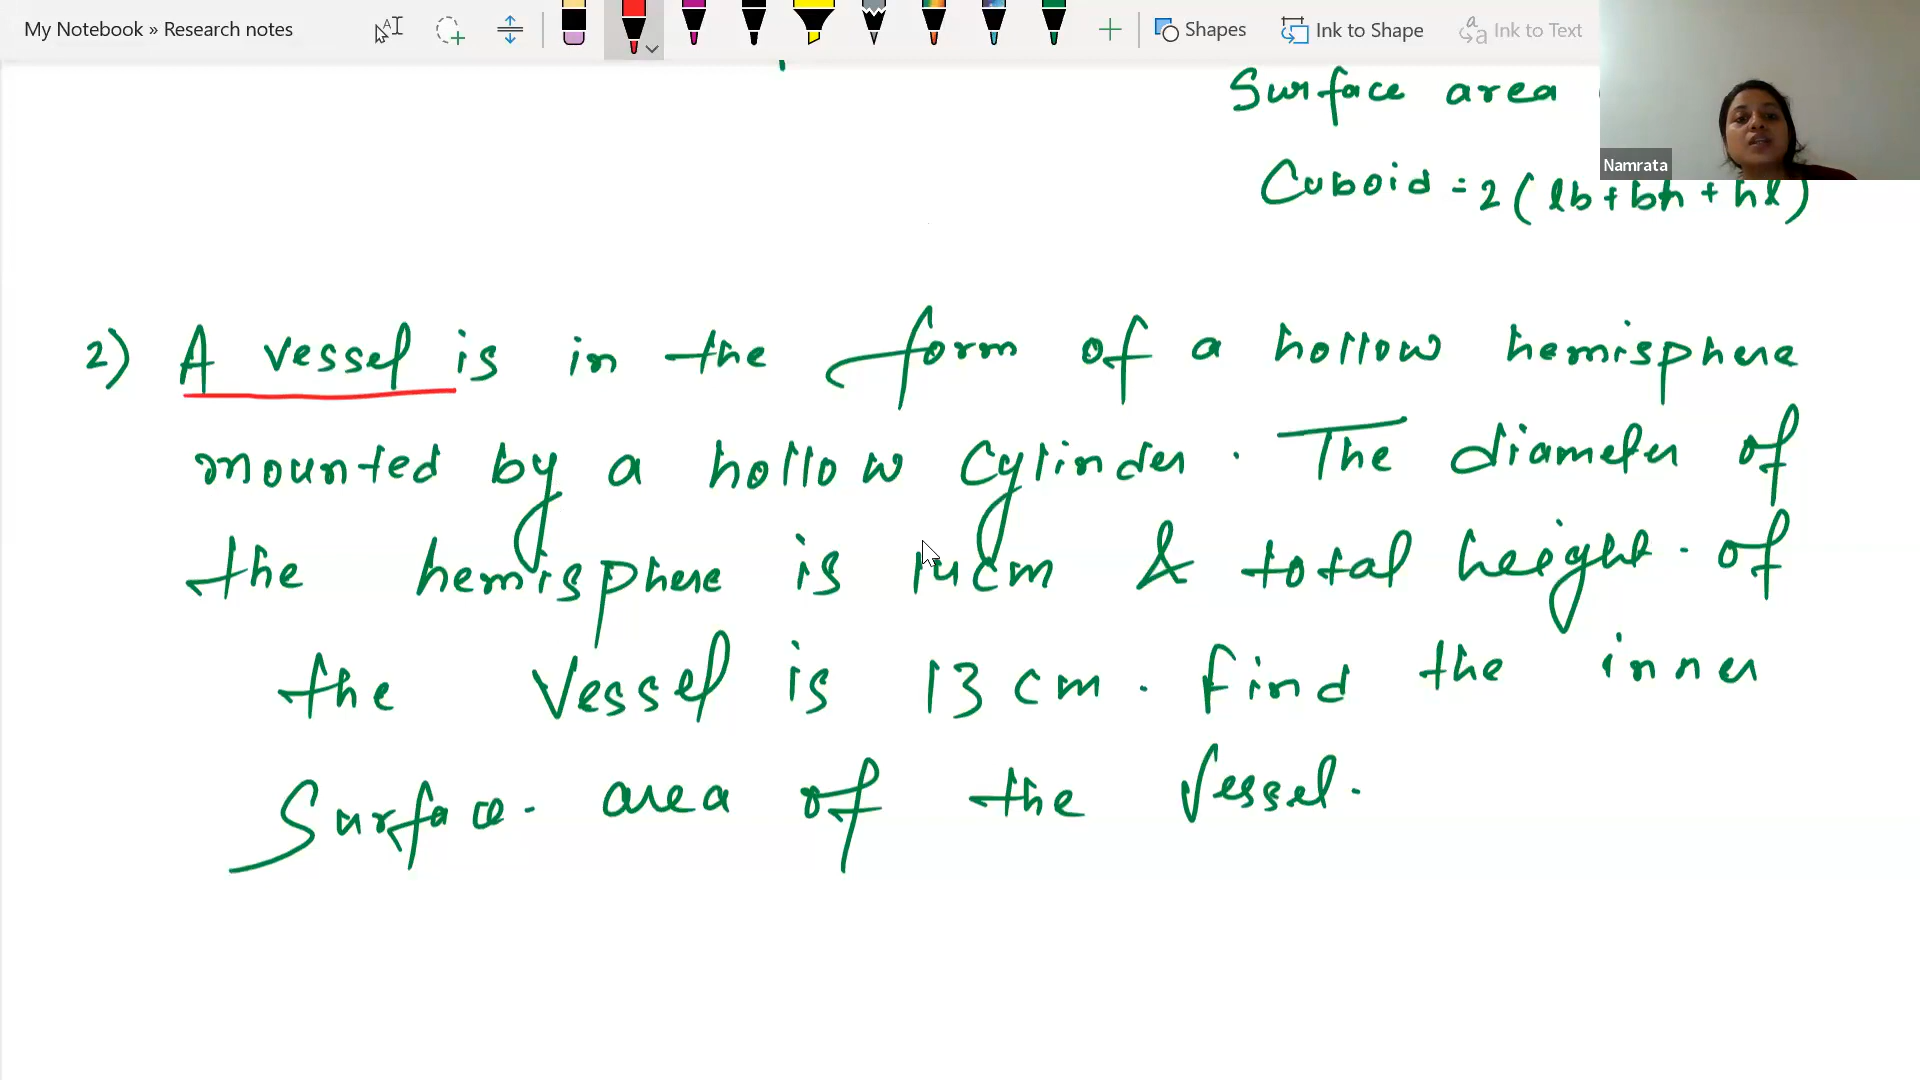 My Notebook » Research notes
Shapes
Ink to Shape
Ink to Text
Namrata
Surface area
Cuboid = 2 ( lb + bh + hl )
2) A vessel is in the form of a hollow hemisphere
mounted by a hollow cylinder. The diameter of
the hemisphere is 14cm & total height. of
the vessel is 13 cm. Find the inner
Surface. area of the Vessel.